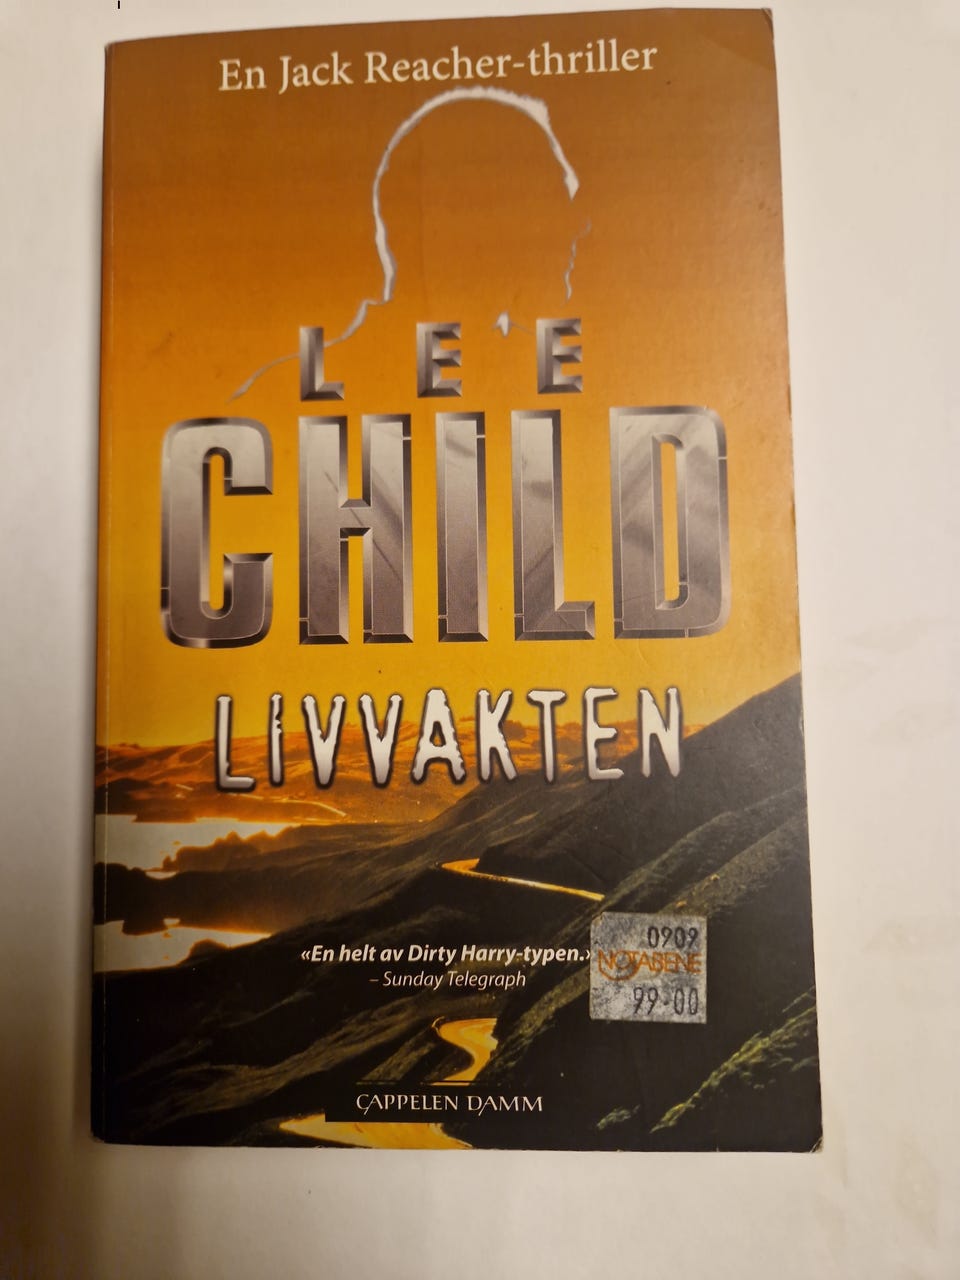 En Jack Reacher-thriller
LEE
CHILD
LIVVAKTEN
«En helt av Dirty Harry-typen.»
– Sunday Telegraph
0909
NOTABENE
99-00
CAPPELEN DAMM